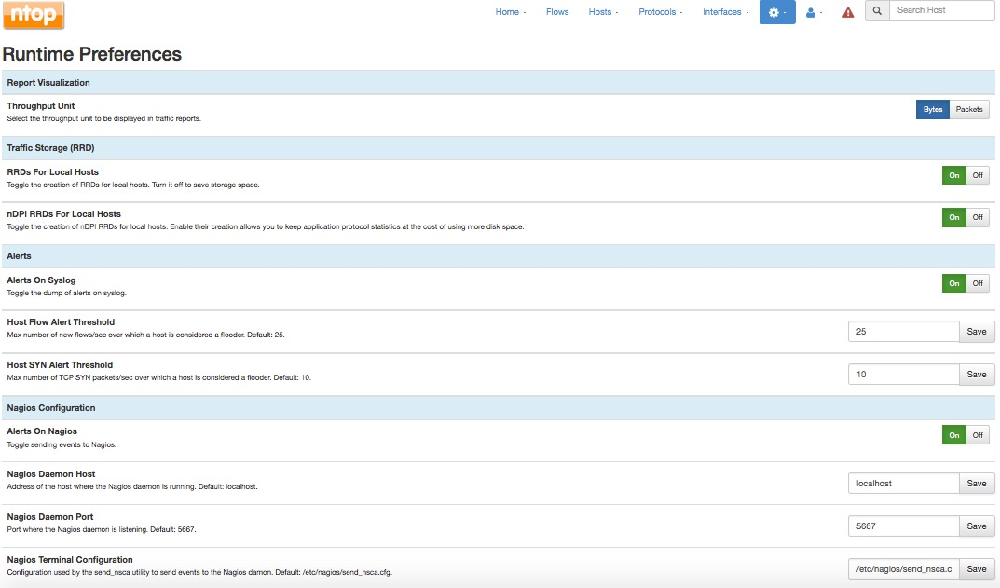 ntop
Home Flows Hosts Protocols Interfaces Search Host
Runtime Preferences
Report Visualization
Throughput Unit
Select the throughput unit to be displayed in traffic reports.
Bytes Packets
Traffic Storage (RRD)
RRDs For Local Hosts
Toggle the creation of RRDs for local hosts. Turn it off to save storage space.
On Off
nDPI RRDs For Local Hosts
Toggle the creation of nDPI RRDs for local hosts. Enable their creation allows you to keep application protocol statistics at the cost of using more disk space.
On Off
Alerts
Alerts On Syslog
Toggle the dump of alerts on syslog.
On Off
Host Flow Alert Threshold
Max number of new flows/sec over which a host is considered a flooder. Default: 25.
25 Save
Host SYN Alert Threshold
Max number of TCP SYN packets/sec over which a host is considered a flooder. Default: 10.
10 Save
Nagios Configuration
Alerts On Nagios
Toggle sending events to Nagios.
On Off
Nagios Daemon Host
Address of the host where the Nagios daemon is running. Default: localhost.
localhost Save
Nagios Daemon Port
Port where the Nagios daemon is listening. Default: 5667.
5667 Save
Nagios Terminal Configuration
Configuration used by the send_nsca utility to send events to the Nagios damon. Default: /etc/nagios/send_nsca.cfg.
/etc/nagios/send_nsca.c Save